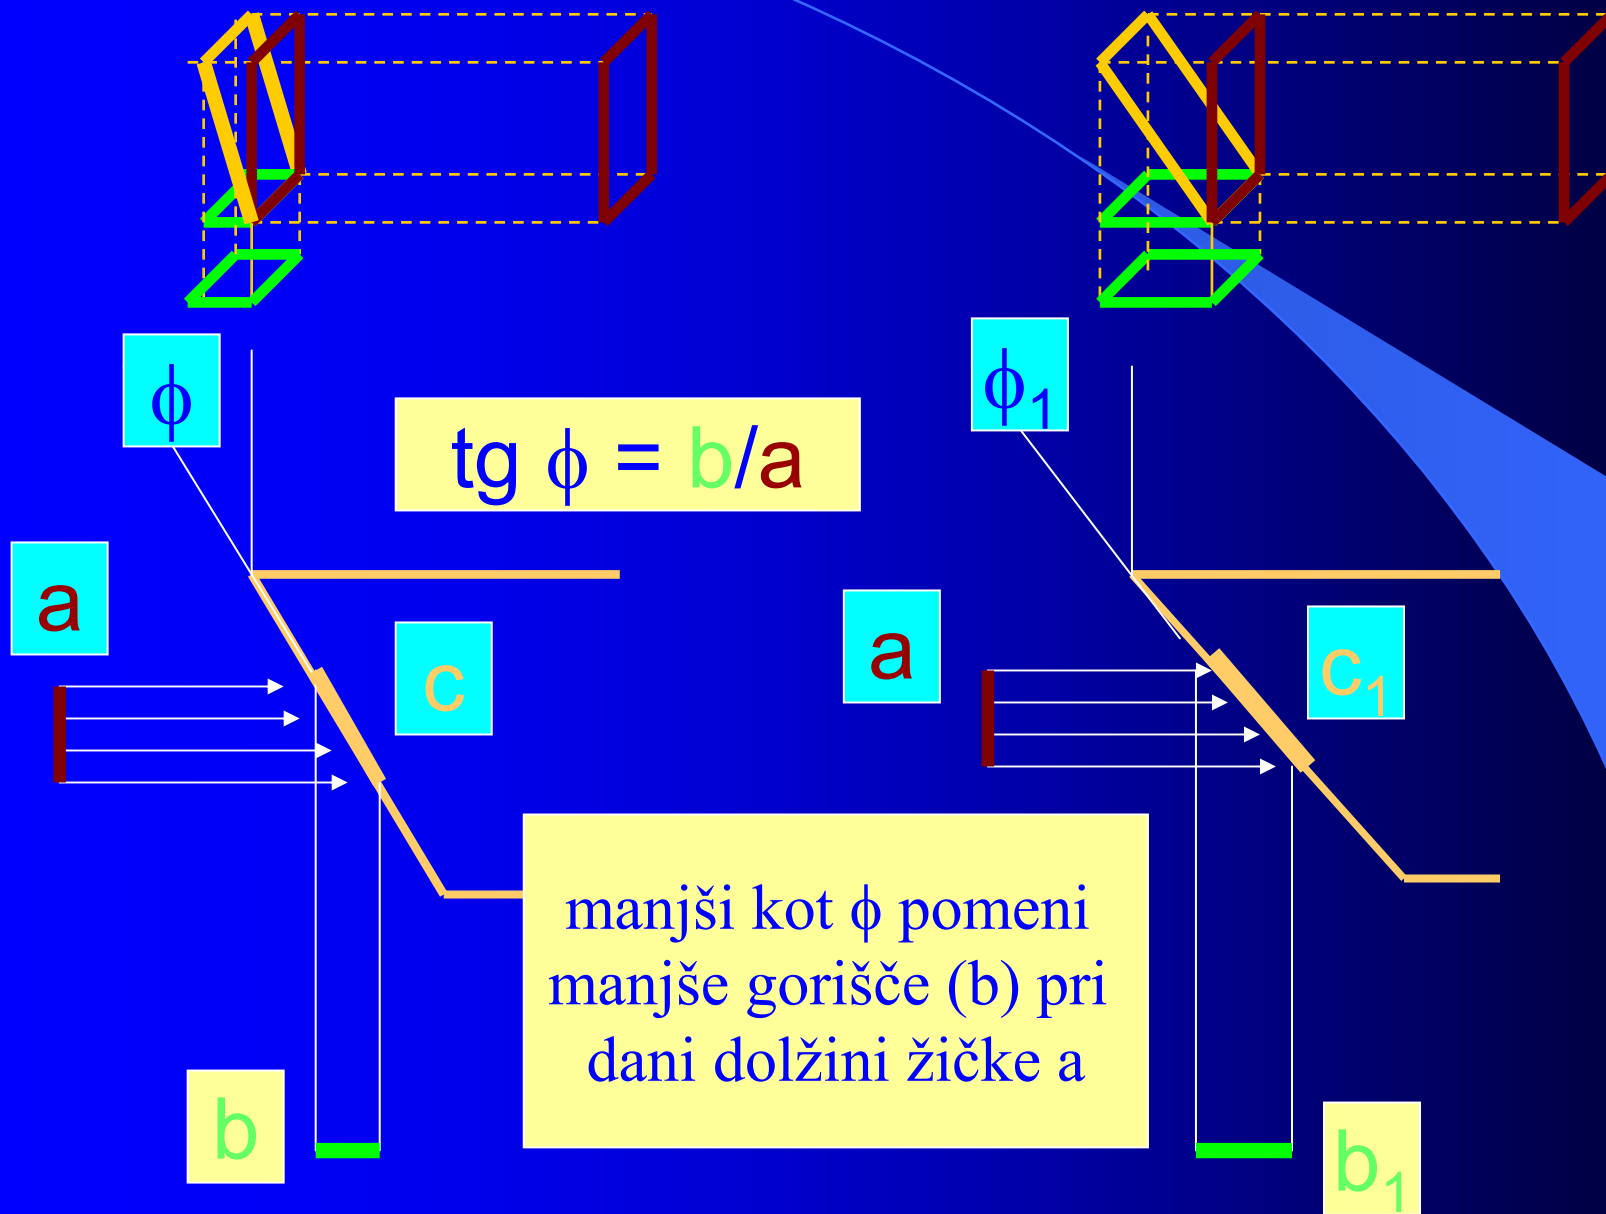 ϕ
ϕ₁
tg ϕ = b/a
a
a
c
c₁
manjši kot ϕ pomeni
manjše gorišče (b) pri
dani dolžini žičke a
b
b₁